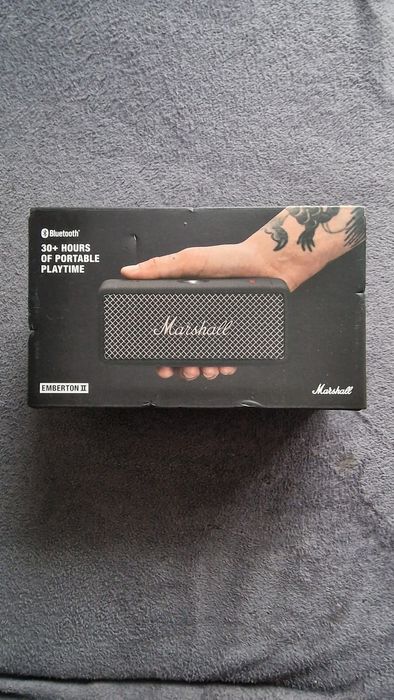 Bluetooth
30+ HOURS
OF PORTABLE
PLAYTIME
Marshall
EMBERTON II
Marshall